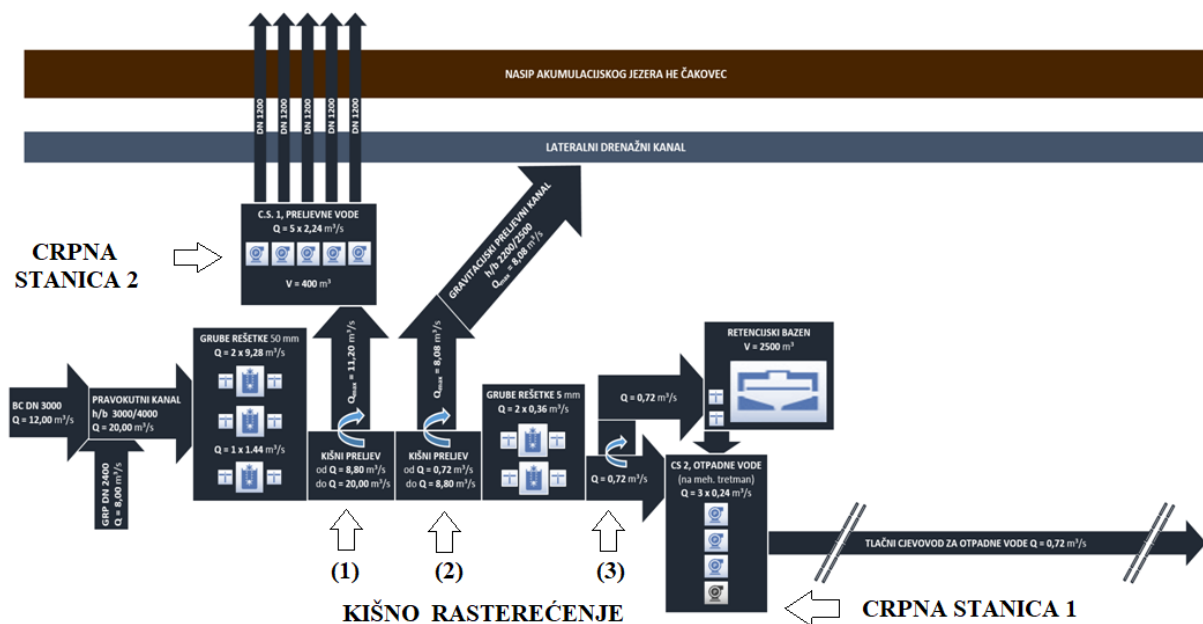 NASIP AKUMULACIJSKOG JEZERA HE ČAKOVEC
DN 1200
DN 1200
DN 1200
DN 1200
DN 1200
LATERALNI DRENAŽNI KANAL
C.S. 1, PRELJEVNE VODE
Q = 5 x 2,24 m³/s
V = 400 m³
CRPNA
STANICA 2
GRAVITACIJSKI PRELJEVNI KANAL
h/b 2200/2500
Qmax = 8,08 m³/s
GRUBE REŠETKE 50 mm
Q = 2 x 9,28 m³/s
Q = 1 x 1.44 m³/s
Qmax = 11,20 m³/s
Qmax = 8,08 m³/s
RETENCIJSKI BAZEN
V = 2500 m³
BC DN 3000
Q = 12,00 m³/s
PRAVOKUTNI KANAL
h/b 3000/4000
Q = 20,00 m³/s
GRP DN 2400
Q = 8,00 m³/s
KIŠNI PRELJEV
od Q = 8,80 m³/s
do Q = 20,00 m³/s
KIŠNI PRELJEV
od Q = 0,72 m³/s
do Q = 8,80 m³/s
GRUBE REŠETKE 5 mm
Q = 2 x 0,36 m³/s
Q = 0,72 m³/s
Q = 0,72 m³/s
CS 2, OTPADNE VODE
(na meh. tretman)
Q = 3 x 0,24 m³/s
TLAČNI CJEVOVOD ZA OTPADNE VODE Q = 0,72 m³/s
(1)
(2)
(3)
KIŠNO RASTEREĆENJE
CRPNA STANICA 1